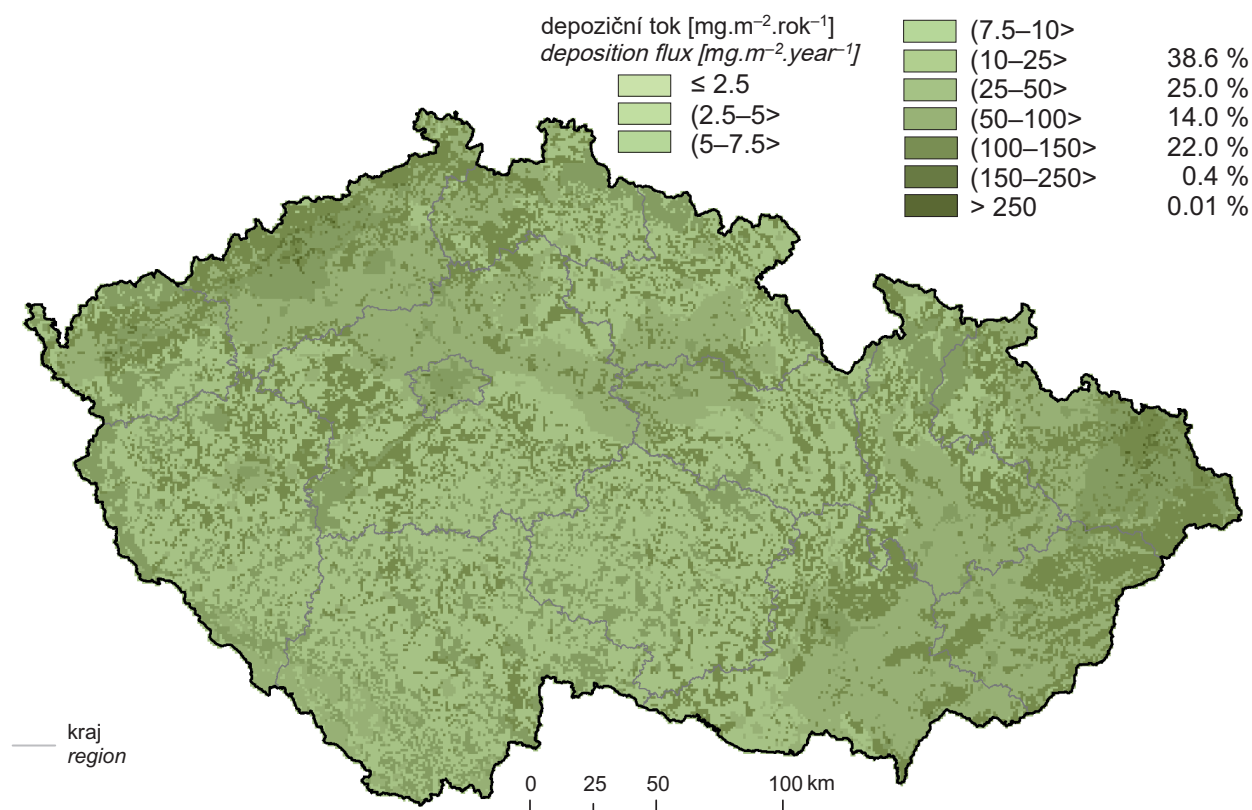 depoziční tok [mg.m⁻².rok⁻¹]
deposition flux [mg.m⁻².year⁻¹]
≤ 2.5
(2.5–5>
(5–7.5>
(7.5–10>
(10–25> 38.6 %
(25–50> 25.0 %
(50–100> 14.0 %
(100–150> 22.0 %
(150–250> 0.4 %
> 250 0.01 %
kraj
region
0 25 50 100 km